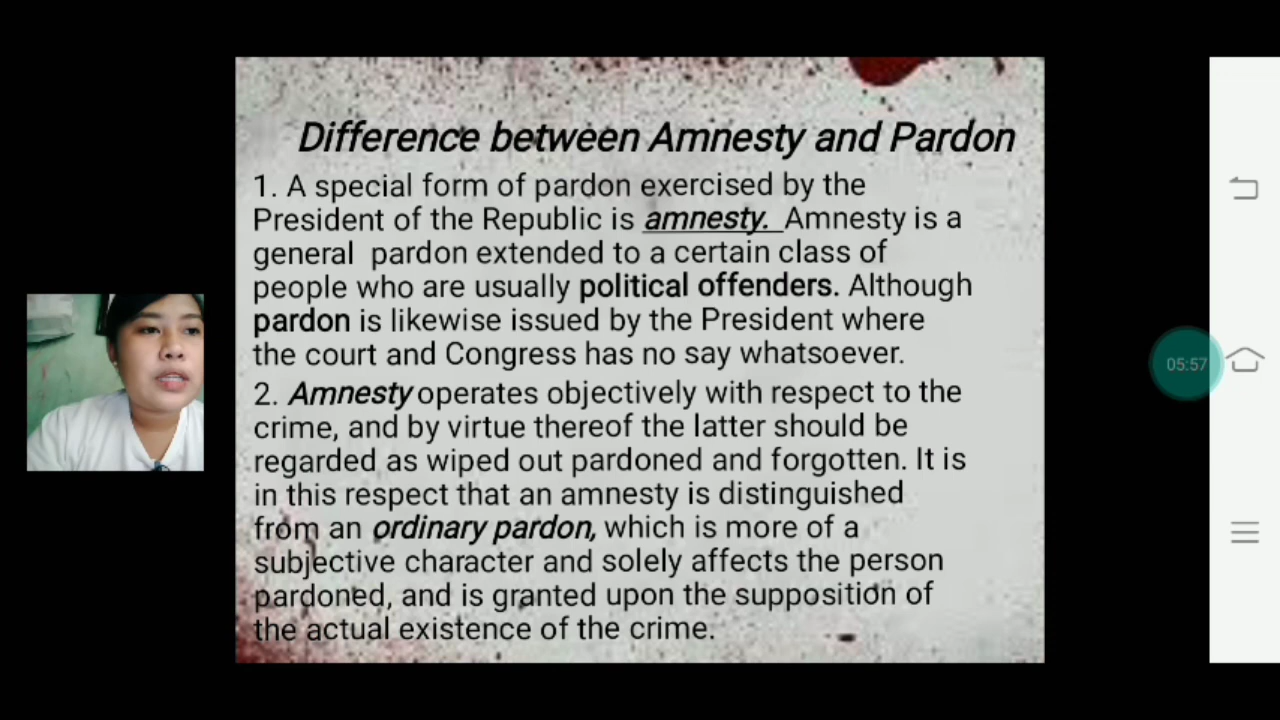 Difference between Amnesty and Pardon
1. A special form of pardon exercised by the
President of the Republic is amnesty. Amnesty is a
general pardon extended to a certain class of
people who are usually political offenders. Although
pardon is likewise issued by the President where
the court and Congress has no say whatsoever.
2. Amnesty operates objectively with respect to the
crime, and by virtue thereof the latter should be
regarded as wiped out pardoned and forgotten. It is
in this respect that an amnesty is distinguished
from an ordinary pardon, which is more of a
subjective character and solely affects the person
pardoned, and is granted upon the supposition of
the actual existence of the crime.
05:57